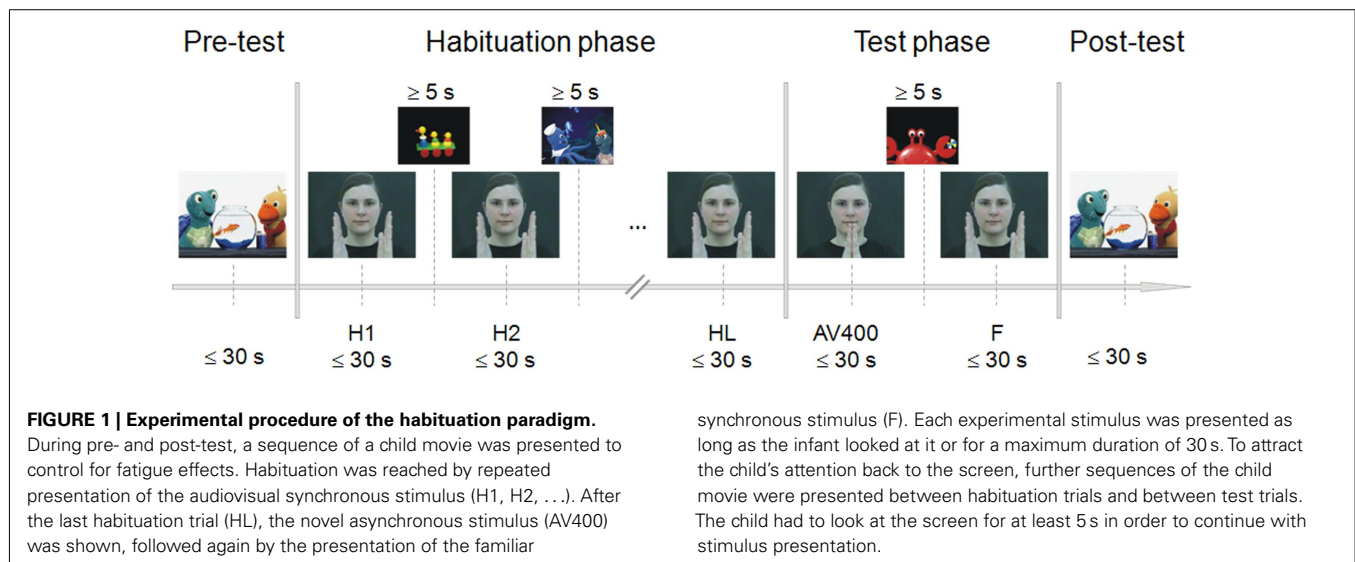 Pre-test Habituation phase Test phase Post-test
≥ 5 s ≥ 5 s ≥ 5 s
...
H1 H2 HL AV400 F
≤ 30 s ≤ 30 s ≤ 30 s ≤ 30 s ≤ 30 s ≤ 30 s ≤ 30 s
FIGURE 1 | Experimental procedure of the habituation paradigm.
During pre- and post-test, a sequence of a child movie was presented to
control for fatigue effects. Habituation was reached by repeated
presentation of the audiovisual synchronous stimulus (H1, H2, . . .). After
the last habituation trial (HL), the novel asynchronous stimulus (AV400)
was shown, followed again by the presentation of the familiar
synchronous stimulus (F). Each experimental stimulus was presented as
long as the infant looked at it or for a maximum duration of 30 s. To attract
the child's attention back to the screen, further sequences of the child
movie were presented between habituation trials and between test trials.
The child had to look at the screen for at least 5 s in order to continue with
stimulus presentation.